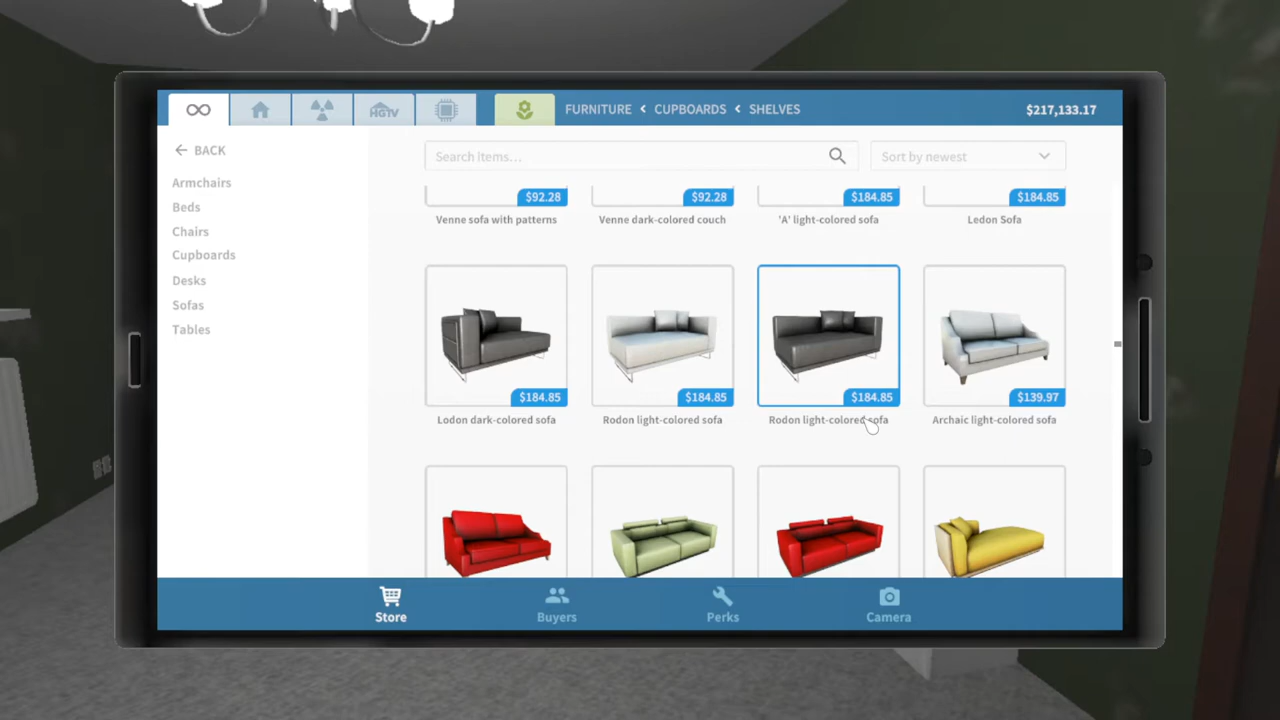 HGTV
FURNITURE < CUPBOARDS < SHELVES
$217,133.17
BACK
Search Items...
Sort by newest
Armchairs
Beds
Chairs
Cupboards
Desks
Sofas
Tables
$92.28
$92.28
$184.85
$184.85
Venne sofa with patterns
Venne dark-colored couch
'A' light-colored sofa
Ledon Sofa
$184.85
$184.85
$184.85
$139.97
Lodon dark-colored sofa
Rodon light-colored sofa
Rodon light-colored sofa
Archaic light-colored sofa
Store
Buyers
Perks
Camera